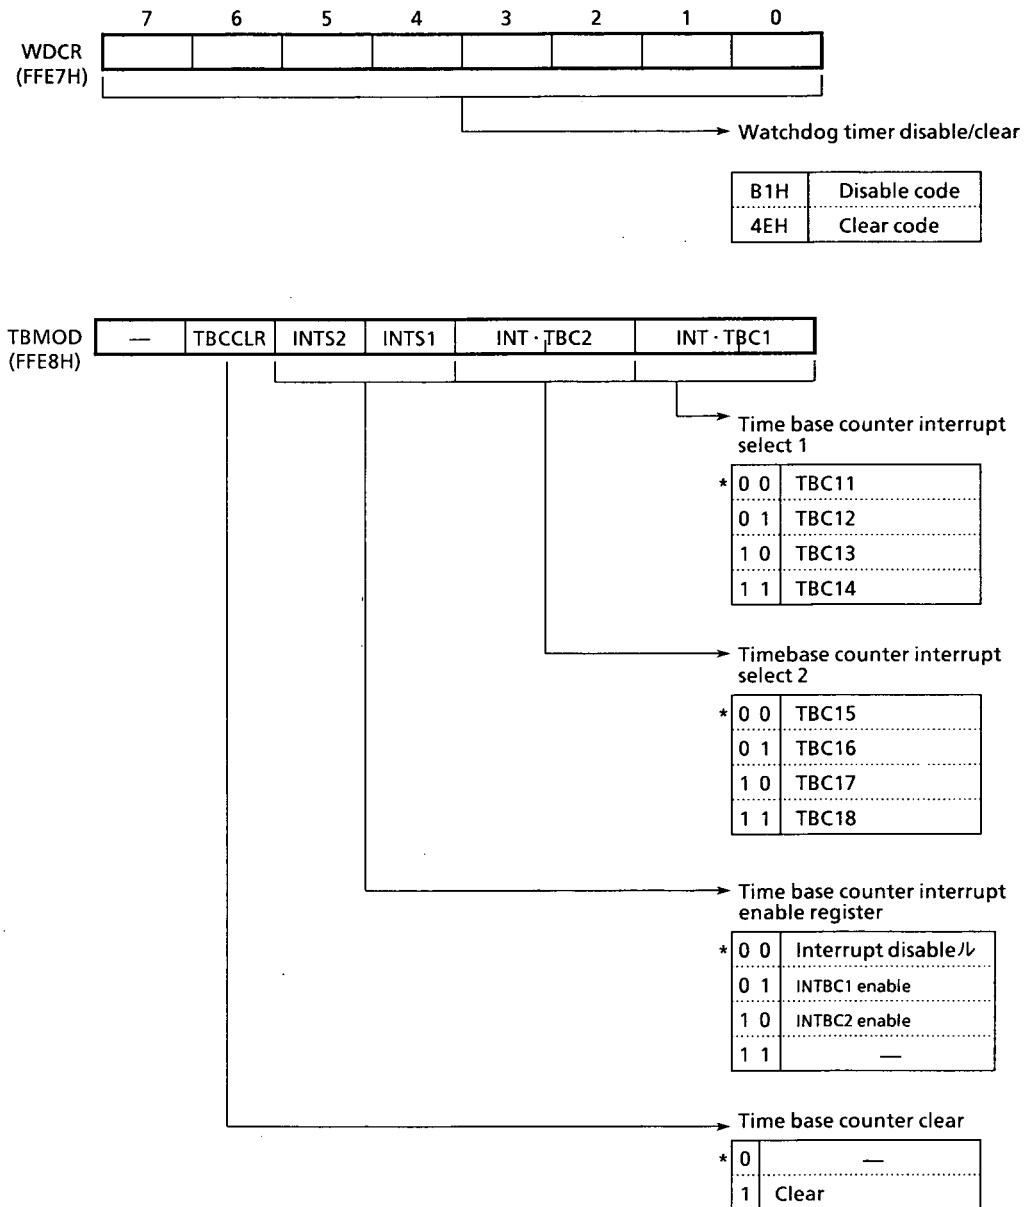 7 6 5 4 3 2 1 0
WDCR
(FFE7H)
Watchdog timer disable/clear
B1H Disable code
4EH Clear code
TBMOD
(FFE8H)
— TBCCLR INTS2 INTS1 INT · TBC2 INT · TBC1
Time base counter interrupt
select 1
* 0 0 TBC11
0 1 TBC12
1 0 TBC13
1 1 TBC14
Timebase counter interrupt
select 2
* 0 0 TBC15
0 1 TBC16
1 0 TBC17
1 1 TBC18
Time base counter interrupt
enable register
* 0 0 Interrupt disableル
0 1 INTBC1 enable
1 0 INTBC2 enable
1 1 —
Time base counter clear
* 0 —
1 Clear